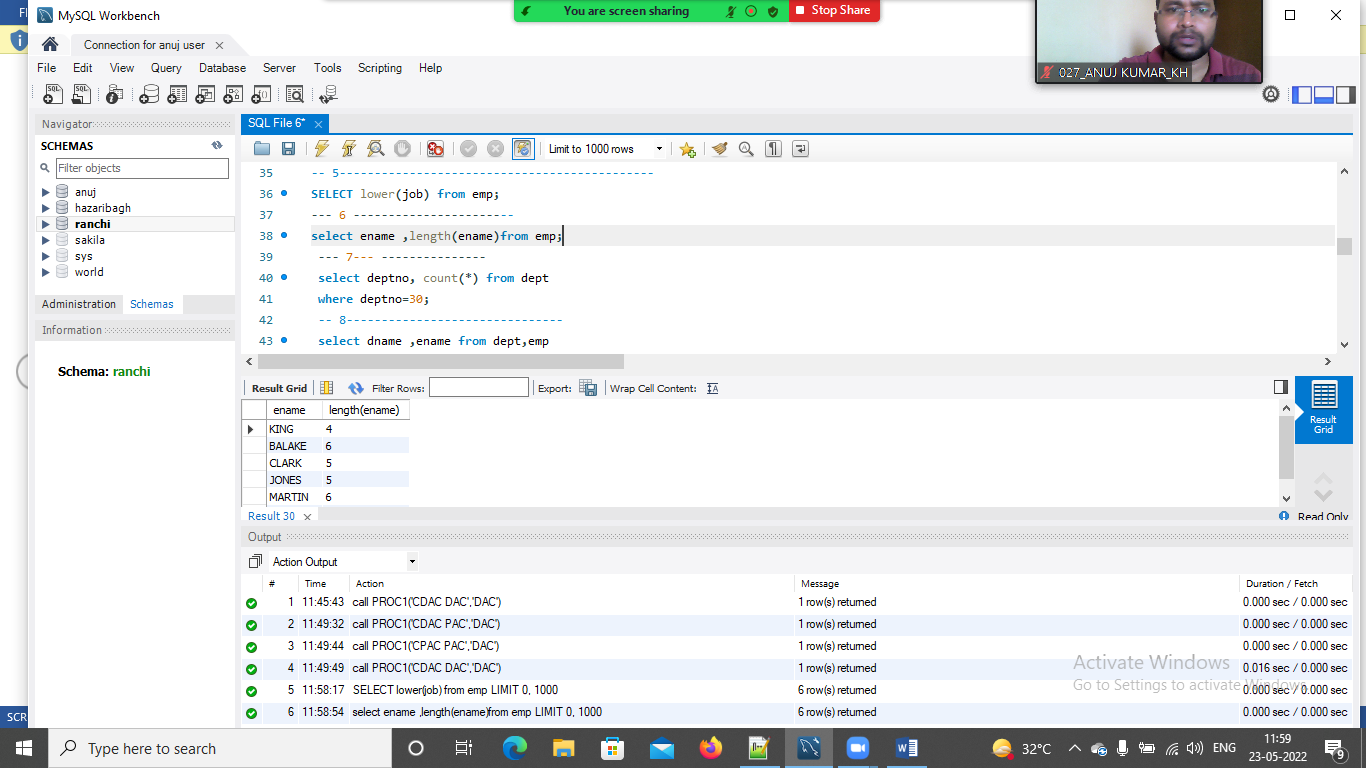 MySQL Workbench
You are screen sharing
Stop Share
Connection for anuj user
File Edit View Query Database Server Tools Scripting Help
027_ANUJ KUMAR_KH
Navigator
SCHEMAS
Filter objects
anuj
hazaribagh
ranchi
sakila
sys
world
Administration Schemas
Information
Schema: ranchi
SQL File 6*
Limit to 1000 rows
35 -- 5---------------------------------------------
36 SELECT lower(job) from emp;
37 --- 6 -----------------------
38 select ename ,length(ename)from emp;
39 --- 7--- ---------------
40 select deptno, count(*) from dept
41 where deptno=30;
42 -- 8-------------------------------
43 select dname ,ename from dept,emp
Result Grid Filter Rows: Export: Wrap Cell Content:
ename length(ename)
KING 4
BALAKE 6
CLARK 5
JONES 5
MARTIN 6
Result Grid
Result 30
Read Only
Output
Action Output
# Time Action Message Duration / Fetch
1 11:45:43 call PROC1('CDAC DAC','DAC') 1 row(s) returned 0.000 sec / 0.000 sec
2 11:49:32 call PROC1('CDAC PAC','DAC') 1 row(s) returned 0.000 sec / 0.000 sec
3 11:49:44 call PROC1('CPAC PAC','DAC') 1 row(s) returned 0.000 sec / 0.000 sec
4 11:49:49 call PROC1('CDAC DAC','DAC') 1 row(s) returned 0.016 sec / 0.000 sec
5 11:58:17 SELECT lower(job) from emp LIMIT 0, 1000 6 row(s) returned 0.000 sec / 0.000 sec
6 11:58:54 select ename ,length(ename)from emp LIMIT 0, 1000 6 row(s) returned 0.000 sec / 0.000 sec
Activate Windows
Go to Settings to activate Windows.
SCR
Type here to search
32°C
ENG
11:59
23-05-2022
9